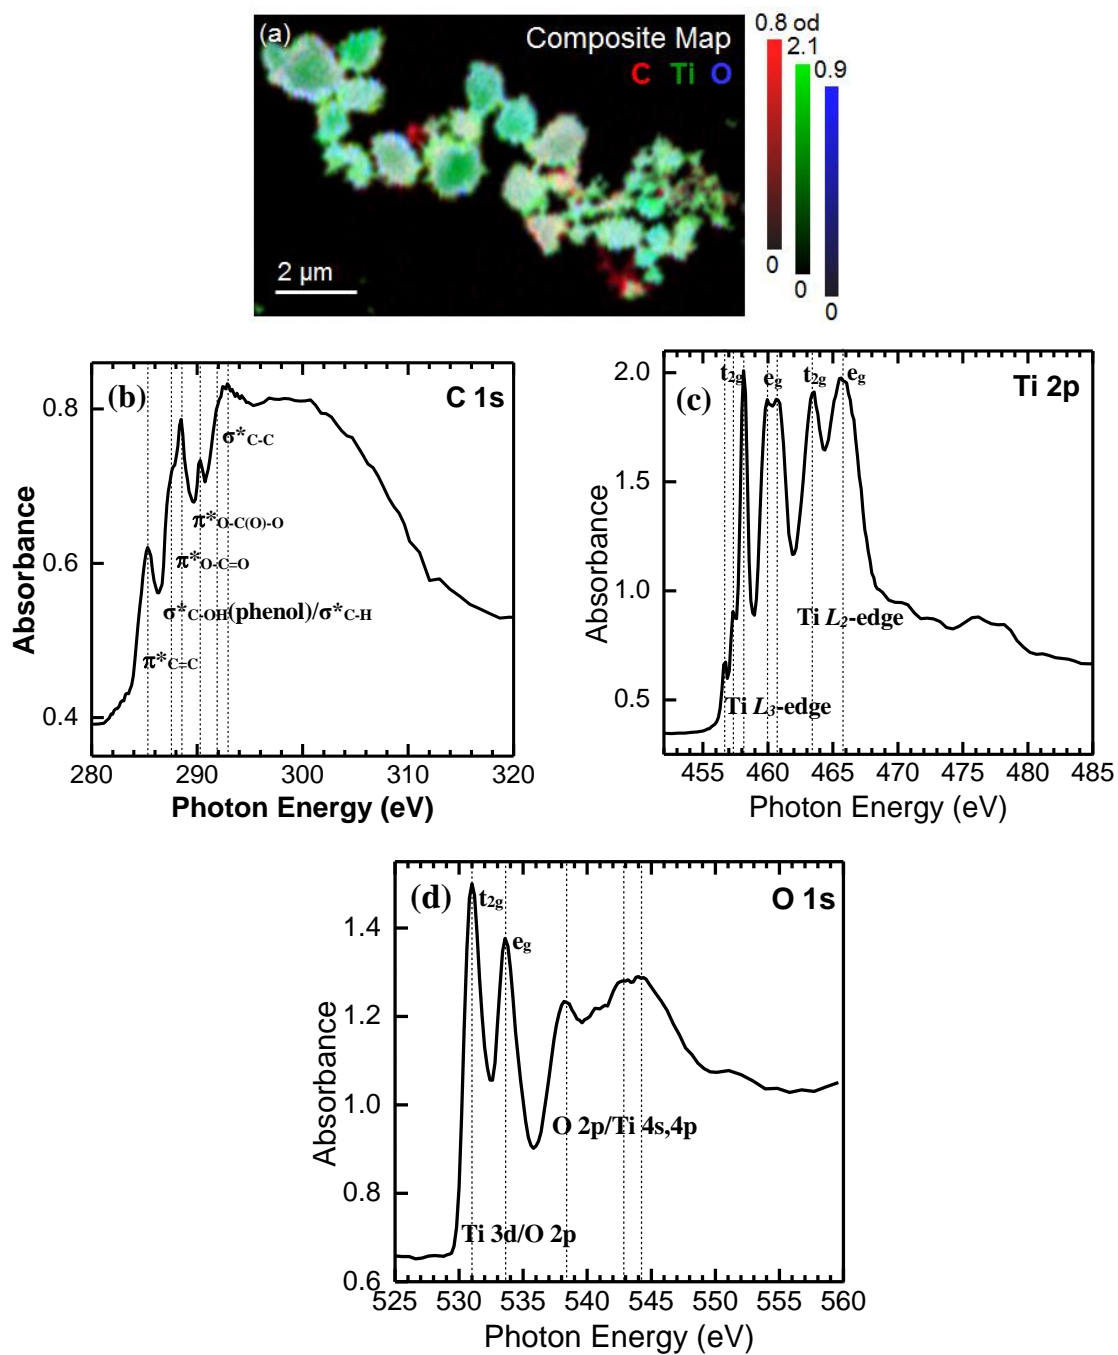 (a) Composite Map
C Ti O
2 µm
0.8 od
2.1
0.9
0
0
0
(b) C 1s
0.8
0.6
0.4
σ*C-C
π*O-C(O)-O
π*O-C=O
σ*C-OH(phenol)/σ*C-H
π*C=C
Absorbance
280 290 300 310 320
Photon Energy (eV)
(c) Ti 2p
t2g eg t2g eg
2.0
1.5
1.0
0.5
Ti L2-edge
Ti L3-edge
Absorbance
455 460 465 470 475 480 485
Photon Energy (eV)
(d) O 1s
t2g
eg
1.4
1.2
1.0
0.8
0.6
O 2p/Ti 4s,4p
Ti 3d/O 2p
Absorbance
525 530 535 540 545 550 555 560
Photon Energy (eV)